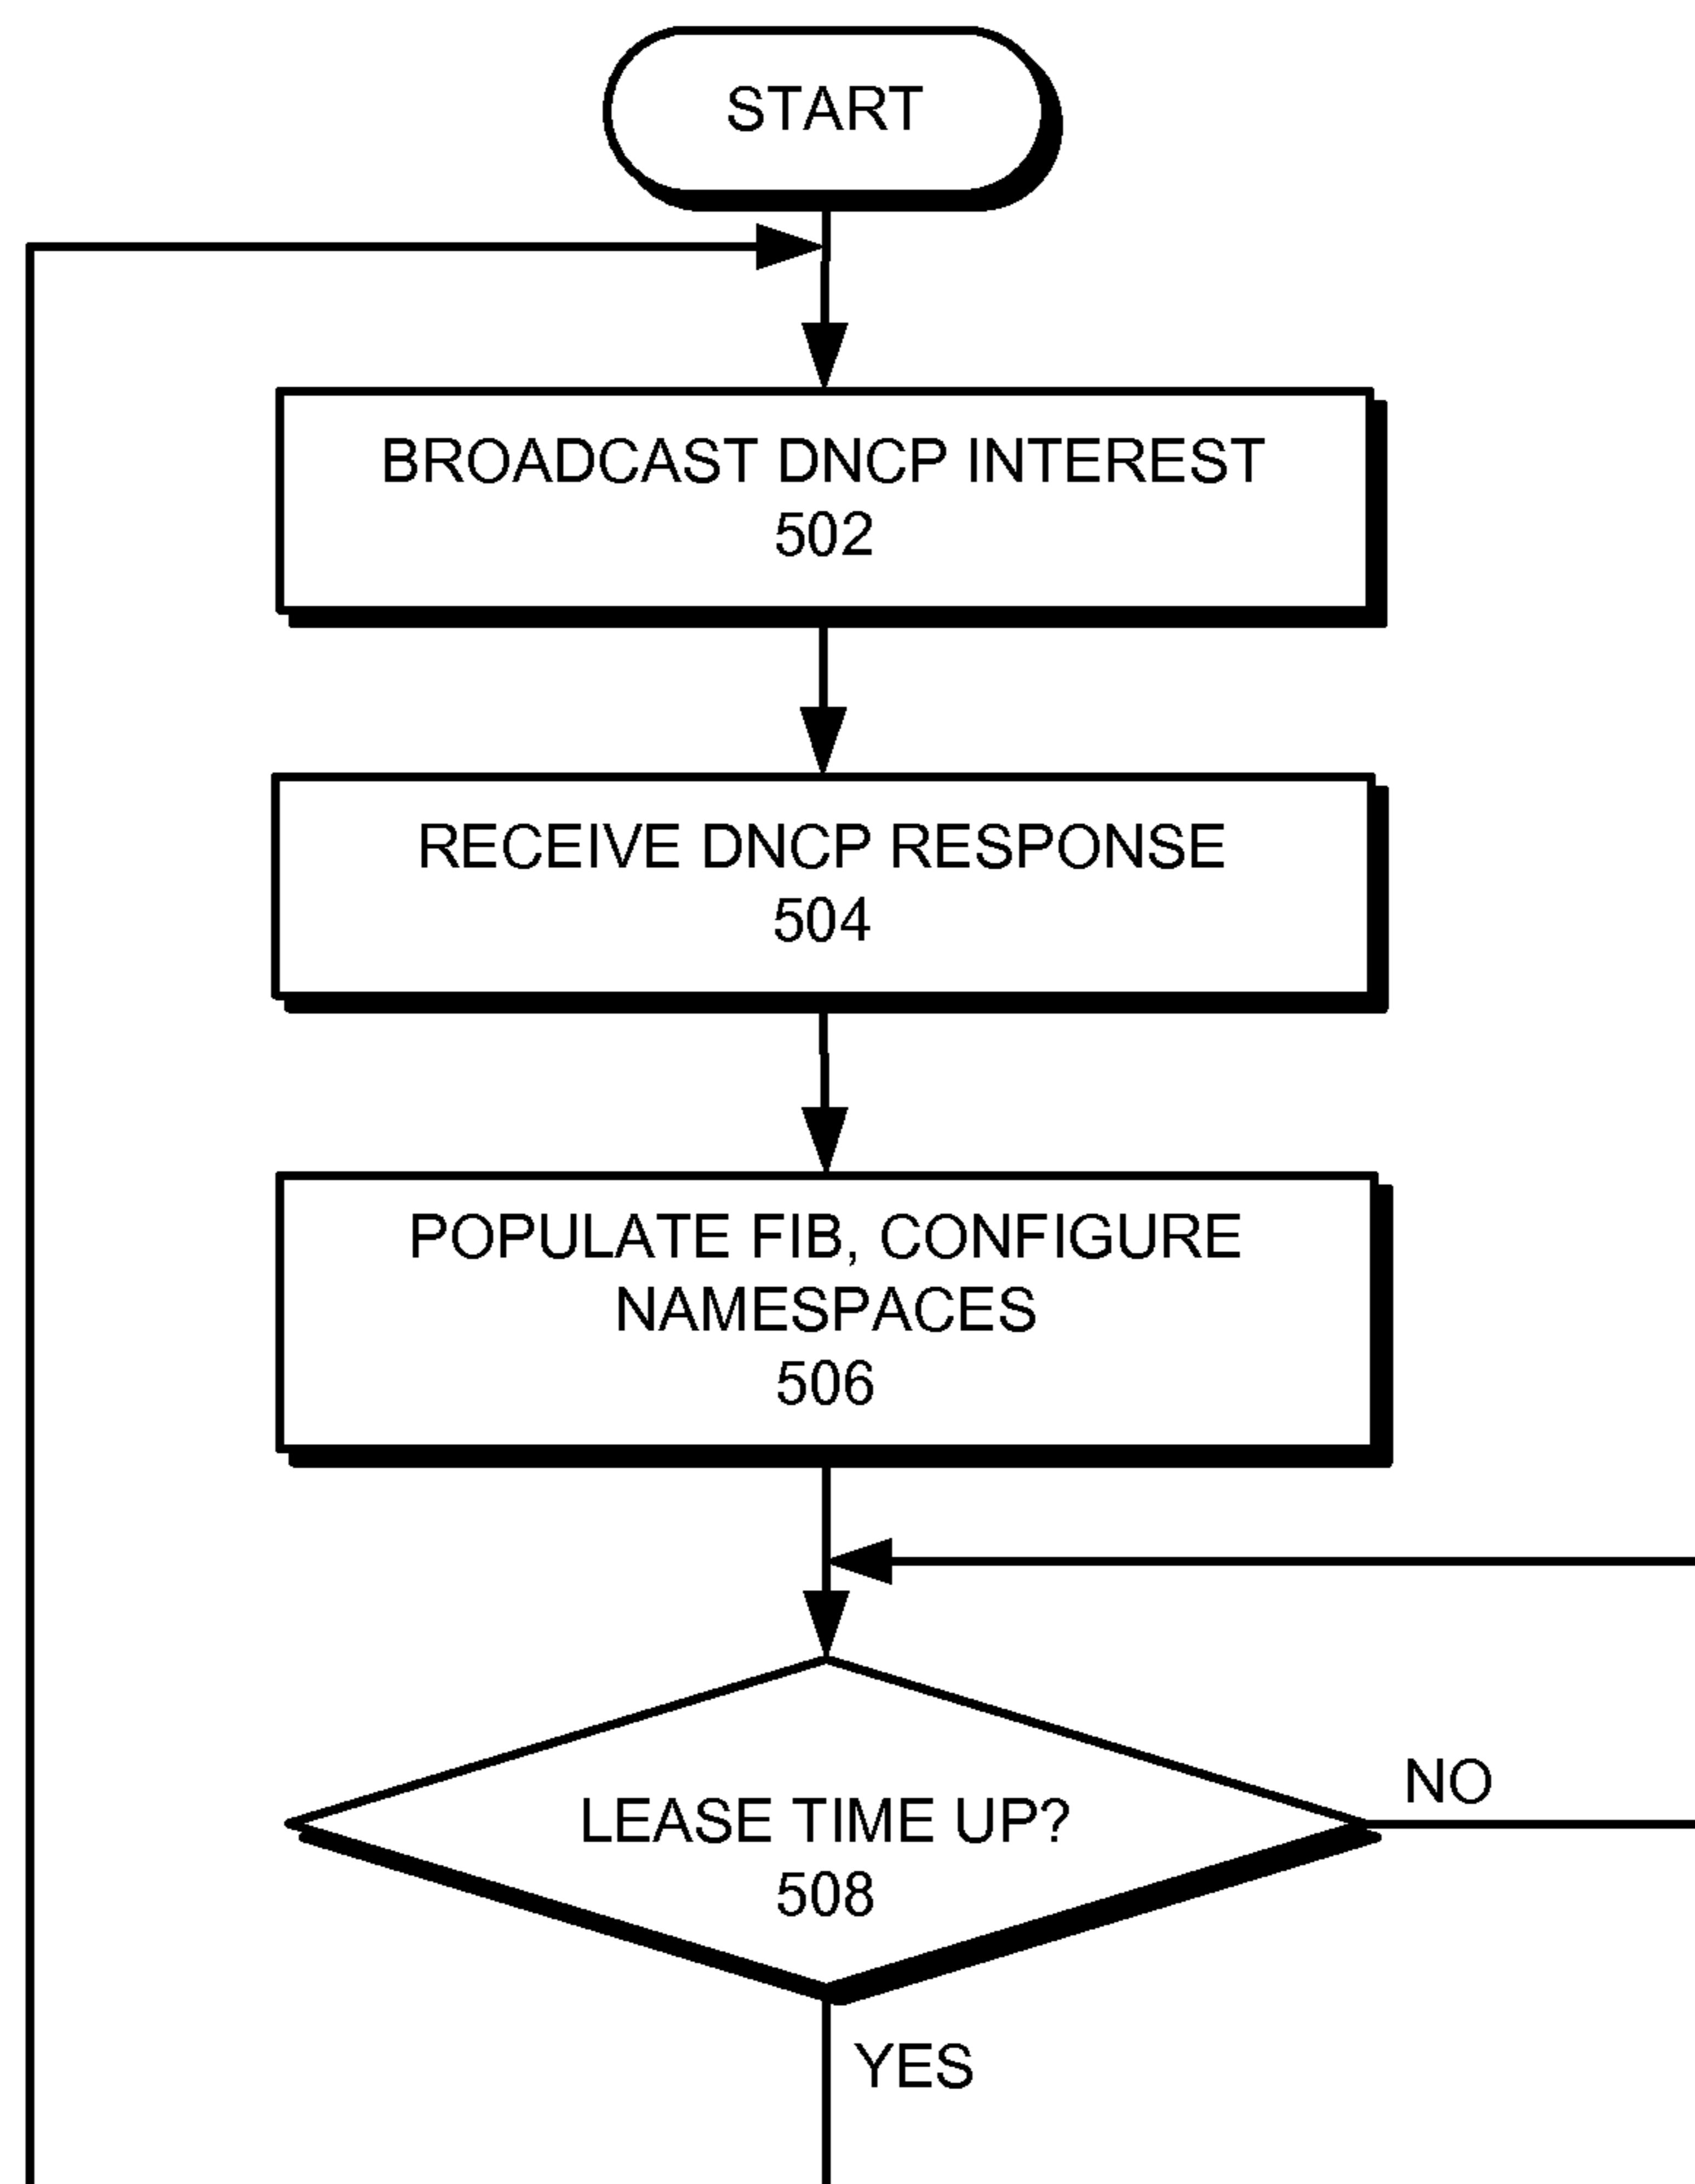 START
BROADCAST DNCP INTEREST
502
RECEIVE DNCP RESPONSE
504
POPULATE FIB, CONFIGURE
NAMESPACES
506
LEASE TIME UP?
508
NO
YES